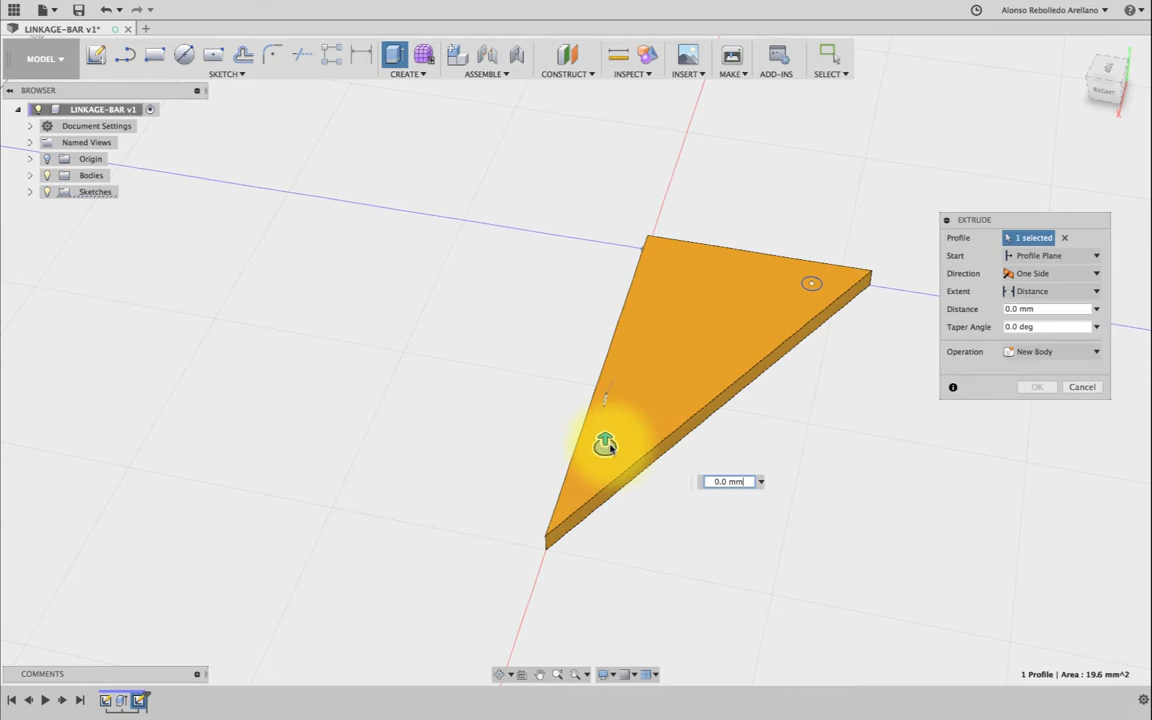 Alonso Rebolledo Arellano
LINKAGE-BAR v1*
MODEL
SKETCH
CREATE
ASSEMBLE
CONSTRUCT
INSPECT
INSERT
MAKE
ADD-INS
SELECT
BROWSER
LINKAGE-BAR v1
Document Settings
Named Views
Origin
Bodies
Sketches
EXTRUDE
Profile 1 selected
Start Profile Plane
Direction One Side
Extent Distance
Distance 0.0 mm
Taper Angle 0.0 deg
Operation New Body
OK Cancel
0.0 mm
COMMENTS
1 Profile | Area : 19.6 mm^2